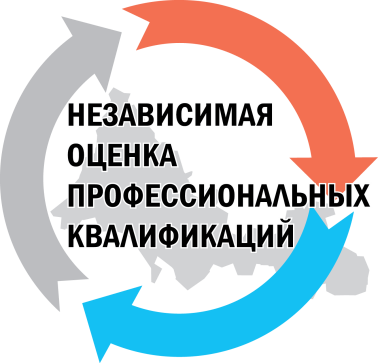 НЕЗАВИСИМАЯ
ОЦЕНКА
ПРОФЕССИОНАЛЬНЫХ
КВАЛИФИКАЦИЙ